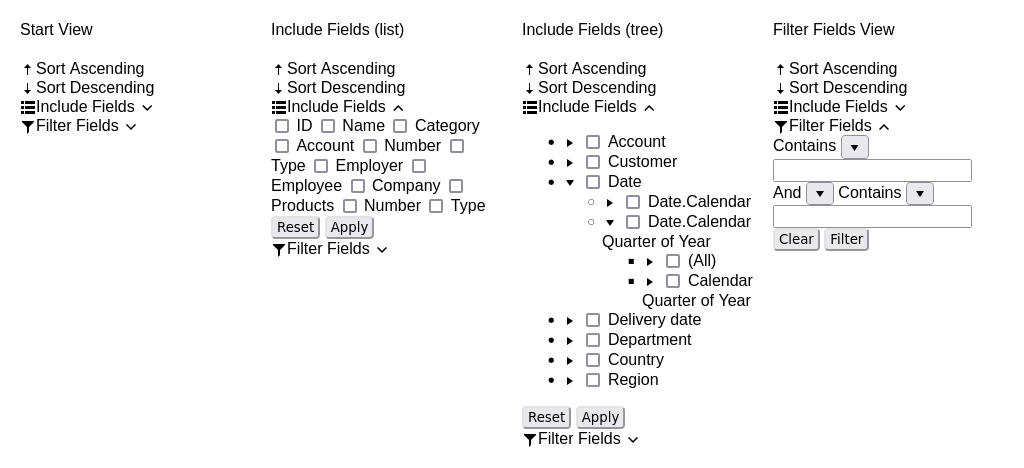 Start View
Sort Ascending
Sort Descending
Include Fields
Filter Fields
Include Fields (list)
Sort Ascending
Sort Descending
Include Fields
ID Name Category
Account Number
Type Employer
Employee Company
Products Number Type
Reset Apply
Filter Fields
Include Fields (tree)
Sort Ascending
Sort Descending
Include Fields
Account
Customer
Date
Date.Calendar
Date.Calendar
Quarter of Year
(All)
Calendar
Quarter of Year
Delivery date
Department
Country
Region
Reset Apply
Filter Fields
Filter Fields View
Sort Ascending
Sort Descending
Include Fields
Filter Fields
Contains
And Contains
Clear Filter